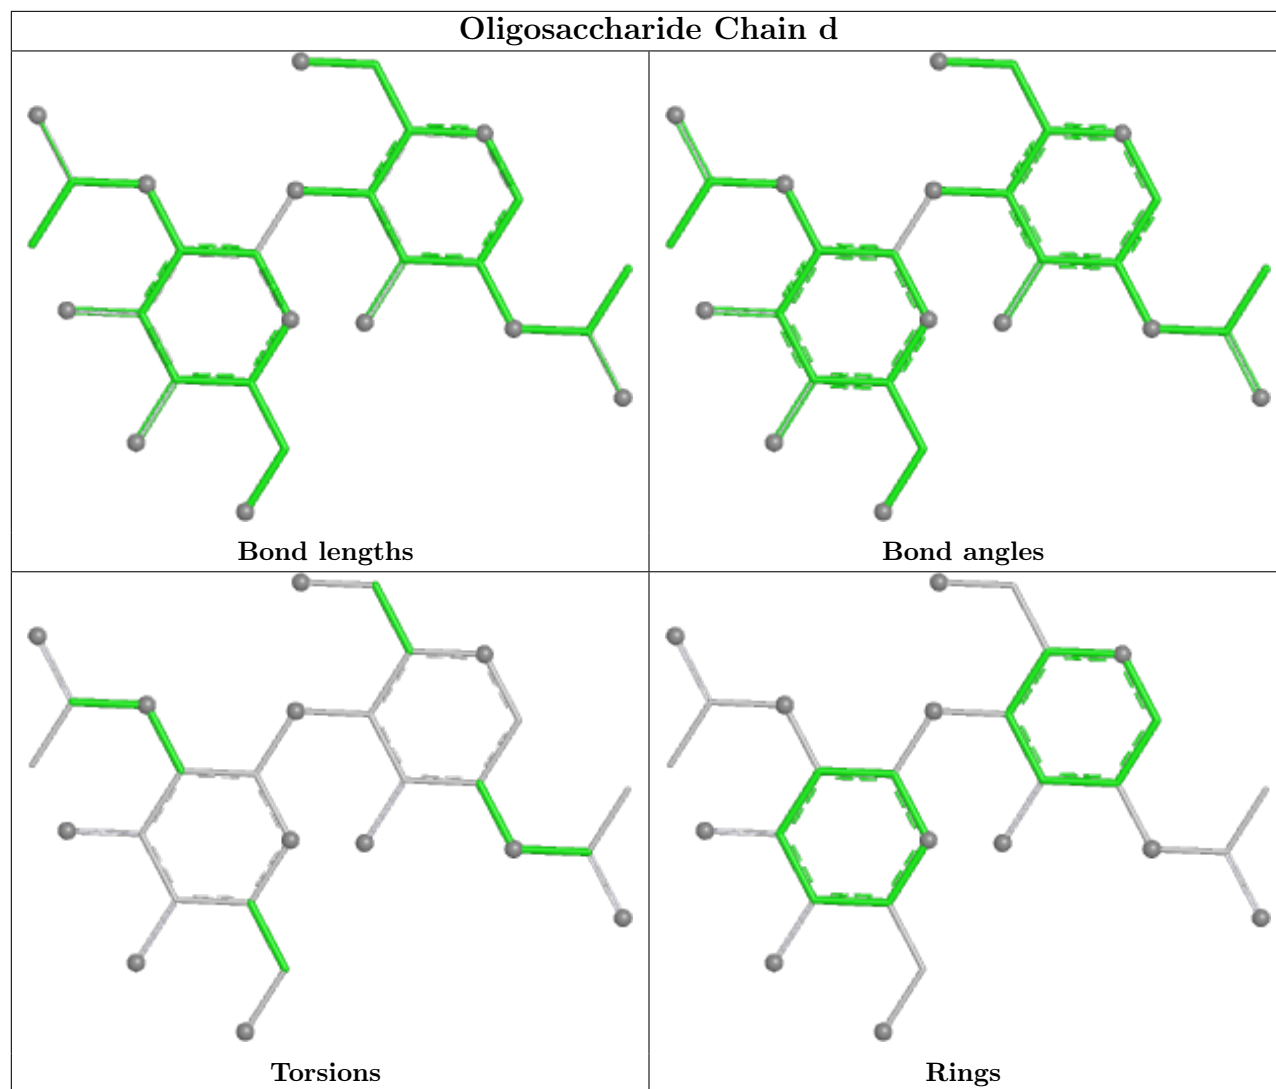 Oligosaccharide Chain d
Bond lengths
Bond angles
Torsions
Rings